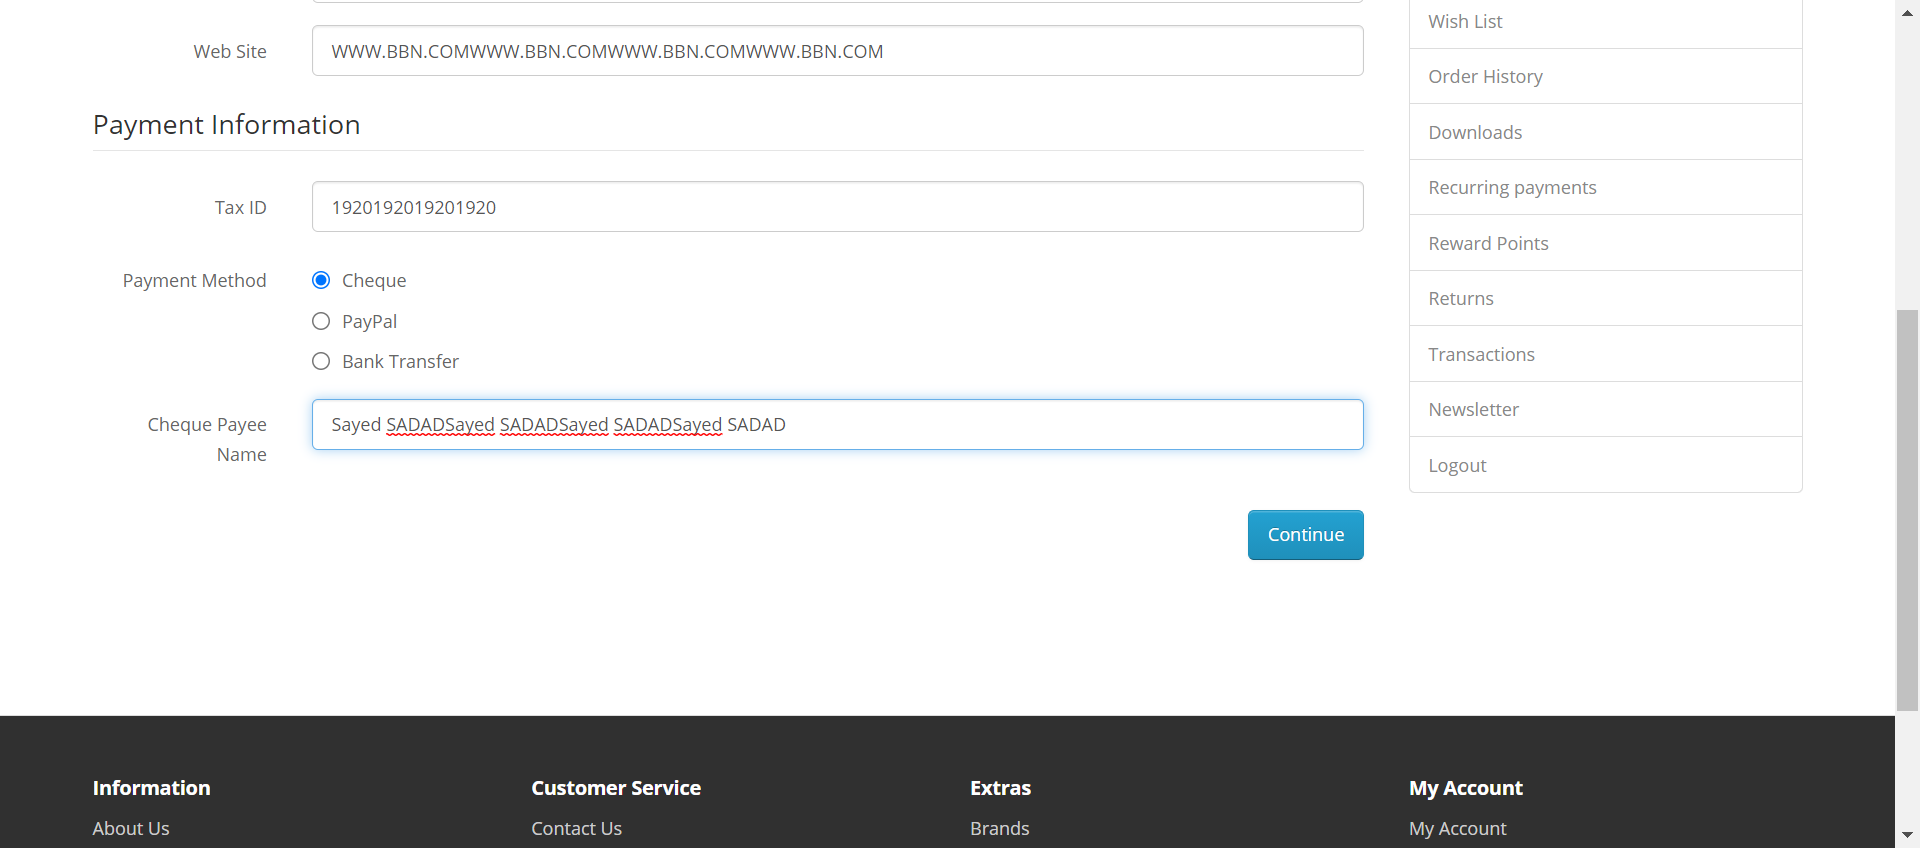 Web Site
WWW.BBN.COMWWW.BBN.COMWWW.BBN.COMWWW.BBN.COM
Payment Information
Tax ID
1920192019201920
Payment Method
Cheque
PayPal
Bank Transfer
Cheque Payee
Name
Sayed SADADSayed SADADSayed SADADSayed SADAD
Continue
Wish List
Order History
Downloads
Recurring payments
Reward Points
Returns
Transactions
Newsletter
Logout
Information
About Us
Customer Service
Contact Us
Extras
Brands
My Account
My Account